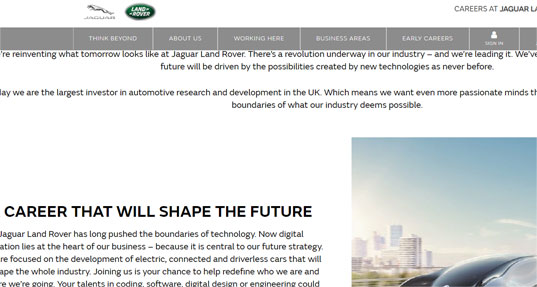 JAGUAR
LAND
ROVER
CAREERS AT JAGUAR LA
THINK BEYOND
ABOUT US
WORKING HERE
BUSINESS AREAS
EARLY CAREERS
SIGN IN
're reinventing what tomorrow looks like at Jaguar Land Rover. There's a revolution underway in our industry – and we're leading it. We've
future will be driven by the possibilities created by new technologies as never before.
day we are the largest investor in automotive research and development in the UK. Which means we want even more passionate minds th
boundaries of what our industry deems possible.
CAREER THAT WILL SHAPE THE FUTURE
Jaguar Land Rover has long pushed the boundaries of technology. Now digital
ation lies at the heart of our business – because it is central to our future strategy.
re focused on the development of electric, connected and driverless cars that will
ape the whole industry. Joining us is your chance to help redefine who we are and
re we're going. Your talents in coding, software, digital design or engineering could